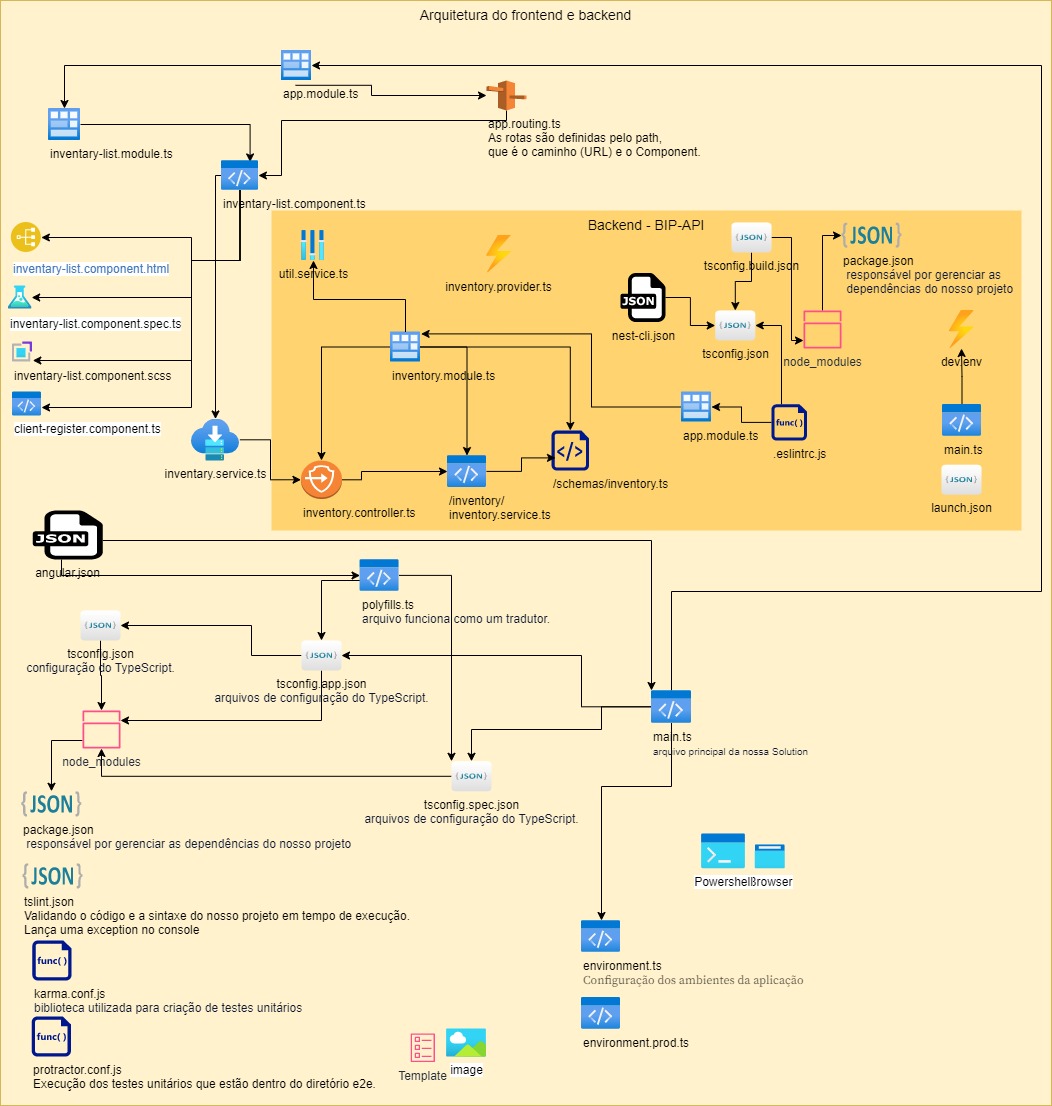 Arquitetura do frontend e backend
app.module.ts
app.routing.ts
As rotas são definidas pelo path,
que é o caminho (URL) e o Component.
inventary-list.module.ts
inventary-list.component.ts
inventary-list.component.html
inventary-list.component.spec.ts
inventary-list.component.scss
client-register.component.ts
inventary.service.ts
Backend - BIP-API
util.service.ts
inventory.provider.ts
{JSON}
tsconfig.build.json
{JSON}
package.json
responsável por gerenciar as
dependências do nosso projeto
JSON
nest-cli.json
{JSON}
tsconfig.json
node_modules
dev.env
inventory.module.ts
app.module.ts
func( )
.eslintrc.js
main.ts
inventory.controller.ts
/inventory/
inventory.service.ts
/schemas/inventory.ts
{JSON}
launch.json
JSON
angular.json
polyfills.ts
arquivo funciona como um tradutor.
{JSON}
tsconfig.json
configuração do TypeScript.
{JSON}
tsconfig.app.json
arquivos de configuração do TypeScript.
main.ts
arquivo principal da nossa Solution
node_modules
{JSON}
tsconfig.spec.json
arquivos de configuração do TypeScript.
{JSON}
package.json
responsável por gerenciar as dependências do nosso projeto
{JSON}
tslint.json
Validando o código e a sintaxe do nosso projeto em tempo de execução.
Lança uma exception no console
Powershell
Browser
func( )
karma.conf.js
biblioteca utilizada para criação de testes unitários
environment.ts
Configuração dos ambientes da aplicação
func( )
protractor.conf.js
Execução dos testes unitários que estão dentro do diretório e2e.
environment.prod.ts
Template
image